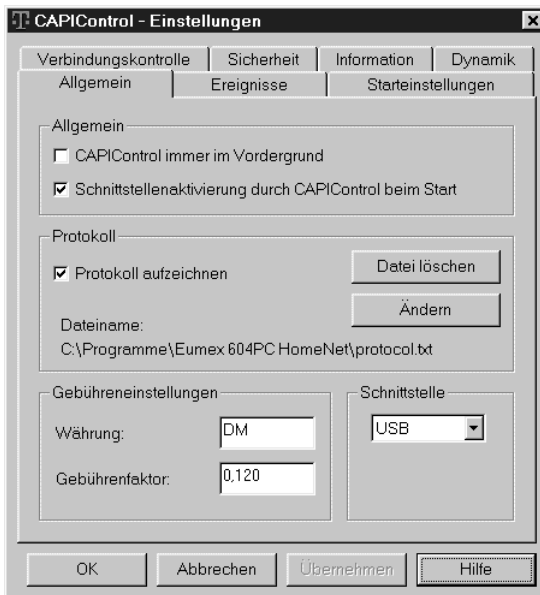 CAPIControl - Einstellungen
Verbindungskontrolle Sicherheit Information Dynamik
Allgemein Ereignisse Starteinstellungen
Allgemein
CAPIControl immer im Vordergrund
Schnittstellenaktivierung durch CAPIControl beim Start
Protokoll
Protokoll aufzeichnen
Datei löschen
Ändern
Dateiname:
C:\Programme\Eumex 604PC HomeNet\protocol.txt
Gebühreneinstellungen
Währung: DM
Gebührenfaktor: 0,120
Schnittstelle
USB
OK Abbrechen Übernehmen Hilfe